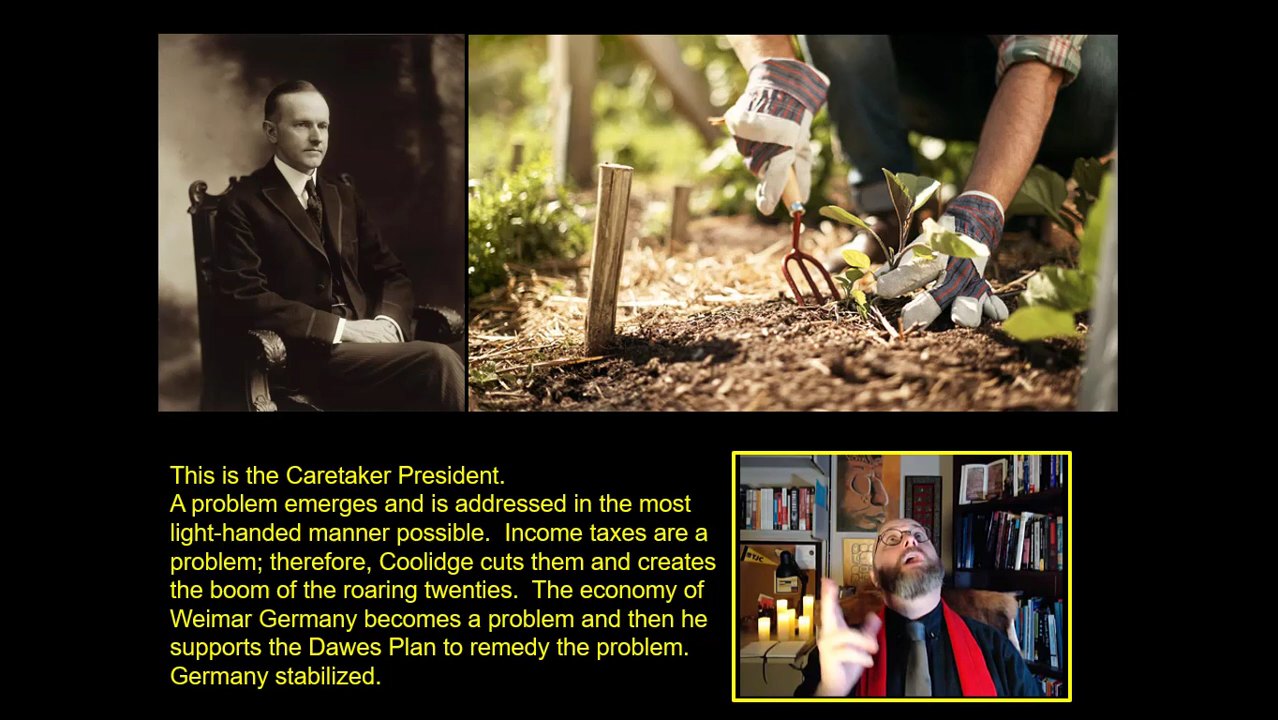 This is the Caretaker President.
A problem emerges and is addressed in the most
light-handed manner possible.  Income taxes are a
problem; therefore, Coolidge cuts them and creates
the boom of the roaring twenties.  The economy of
Weimar Germany becomes a problem and then he
supports the Dawes Plan to remedy the problem.
Germany stabilized.
TJC